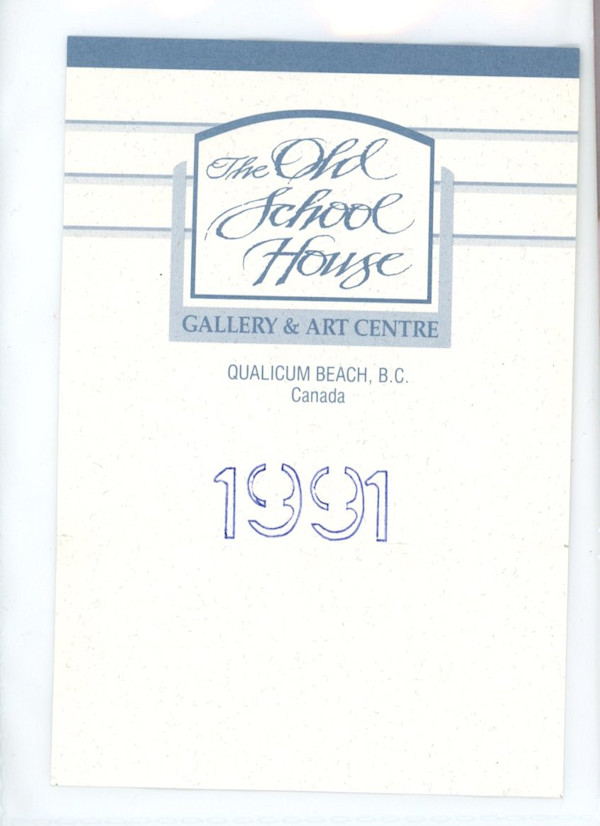 The Old
School
House
GALLERY & ART CENTRE
QUALICUM BEACH, B.C.
Canada
1991